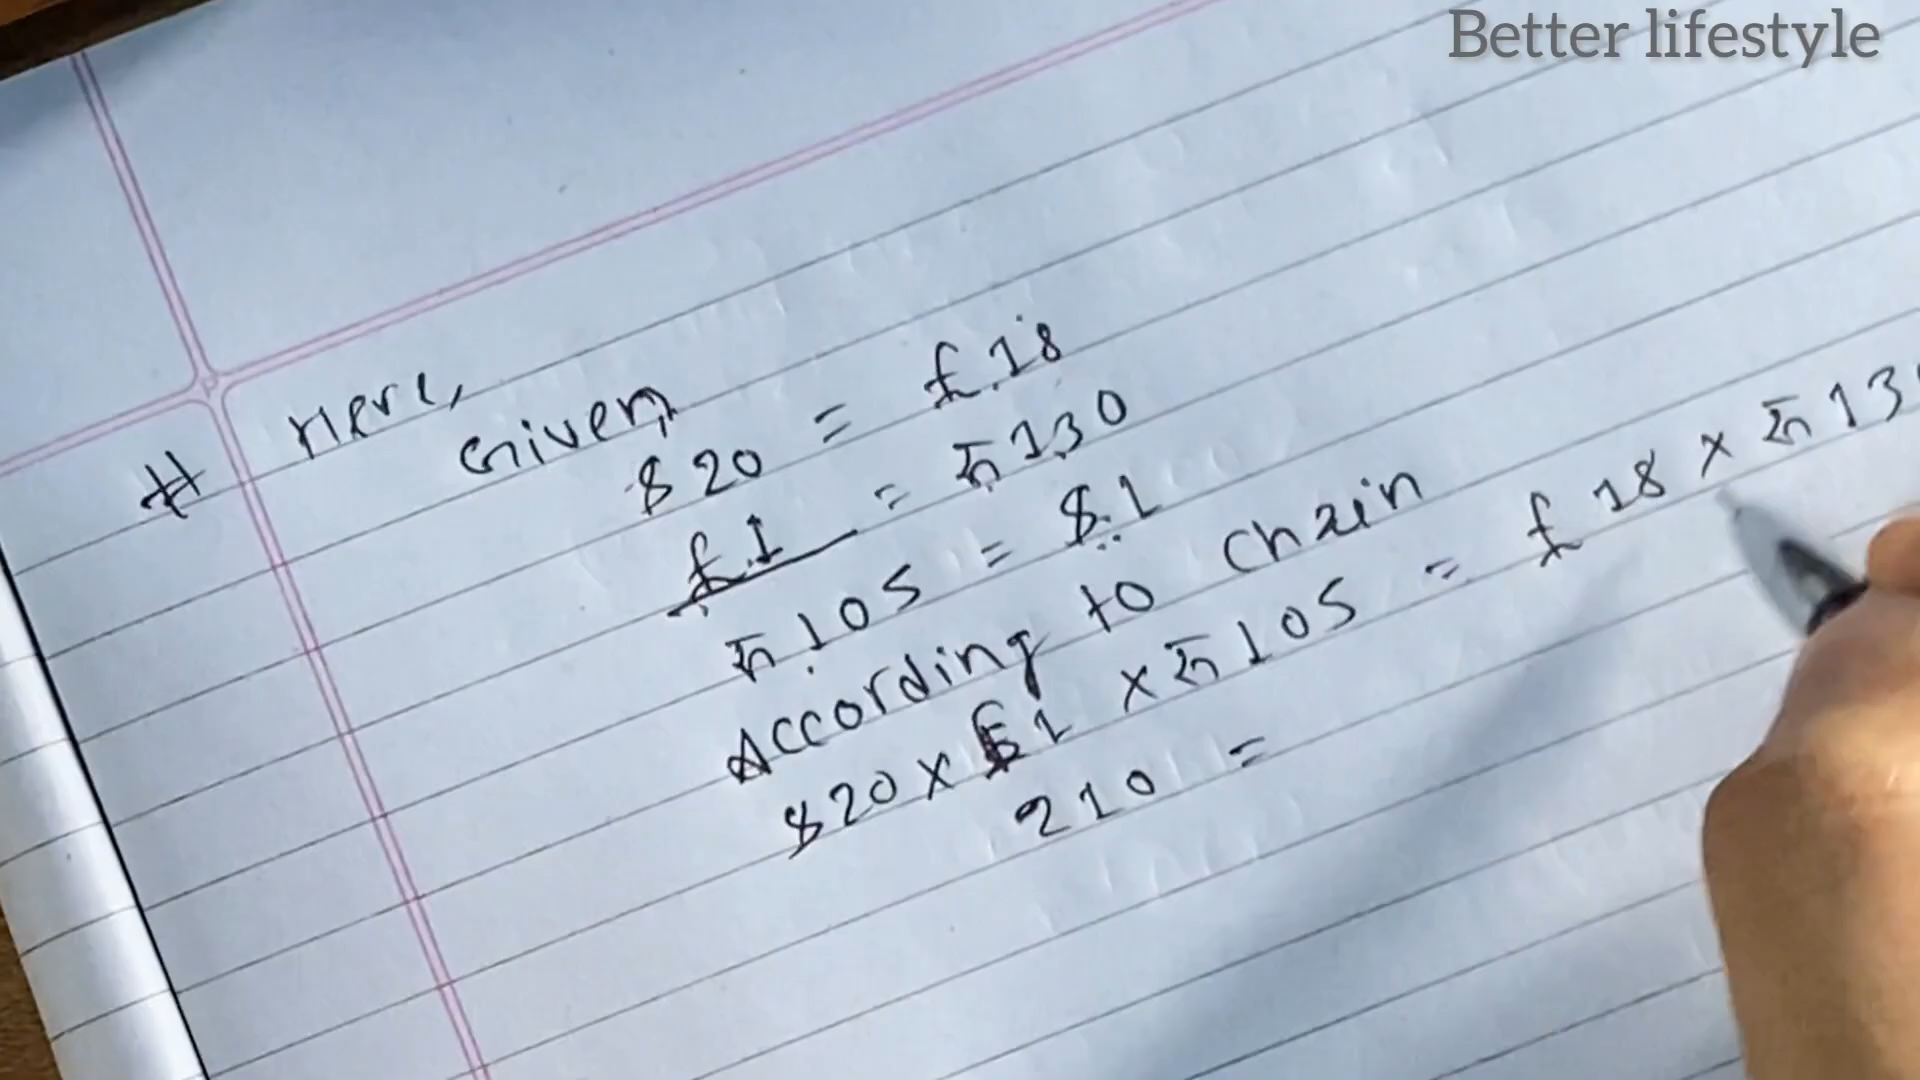 Better lifestyle
# Here,
Given
$ 20 = £.18
£.1 = रु 130
रु.105 = $.1
According to Chain
$20 x £1 x रु 105 = £ 18 x रु 13
210 =